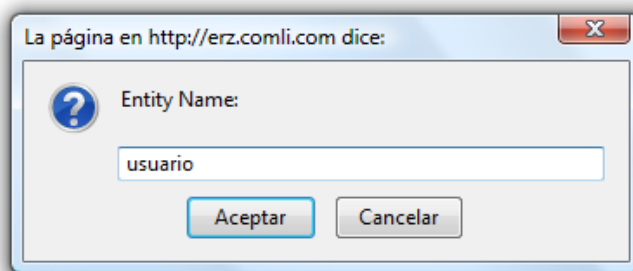 La página en http://erz.comli.com dice:
Entity Name:
usuario
Aceptar
Cancelar